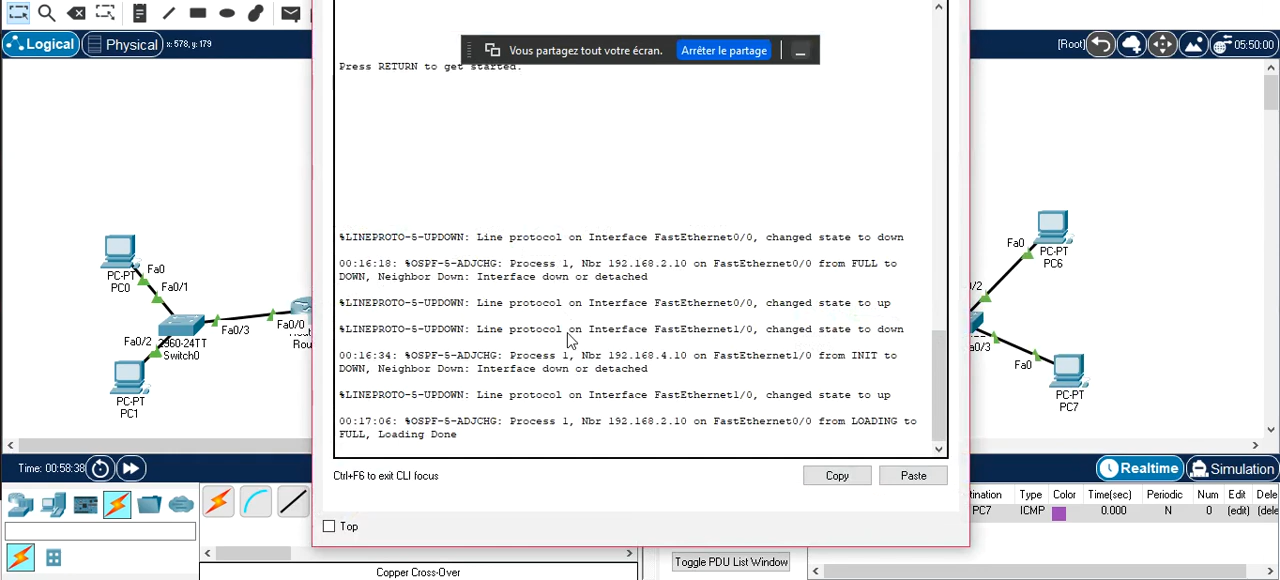 Logical
Physical
x: 578, y: 179
[Root]
05:50:00
Vous partagez tout votre écran.
Arrêter le partage
Press RETURN to get started.
%LINEPROTO-5-UPDOWN: Line protocol on Interface FastEthernet0/0, changed state to down
00:16:18: %OSPF-5-ADJCHG: Process 1, Nbr 192.168.2.10 on FastEthernet0/0 from FULL to
DOWN, Neighbor Down: Interface down or detached
%LINEPROTO-5-UPDOWN: Line protocol on Interface FastEthernet0/0, changed state to up
%LINEPROTO-5-UPDOWN: Line protocol on Interface FastEthernet1/0, changed state to down
00:16:34: %OSPF-5-ADJCHG: Process 1, Nbr 192.168.4.10 on FastEthernet1/0 from INIT to
DOWN, Neighbor Down: Interface down or detached
%LINEPROTO-5-UPDOWN: Line protocol on Interface FastEthernet1/0, changed state to up
00:17:06: %OSPF-5-ADJCHG: Process 1, Nbr 192.168.2.10 on FastEthernet0/0 from LOADING to
FULL, Loading Done
Ctrl+F6 to exit CLI focus
Copy
Paste
Top
PC-PT
PC0
Fa0
Fa0/1
Fa0/2
2960-24TT
Switch0
Fa0/3
Fa0/0
PC-PT
PC1
Fa0
PC-PT
PC6
/2
a0/3
Fa0
PC-PT
PC7
Time: 00:58:38
Realtime
Simulation
Copper Cross-Over
Toggle PDU List Window
tination
Type
Color
Time(sec)
Periodic
Num
Edit
Dele
PC7
ICMP
0.000
N
0
(edit)
(dele